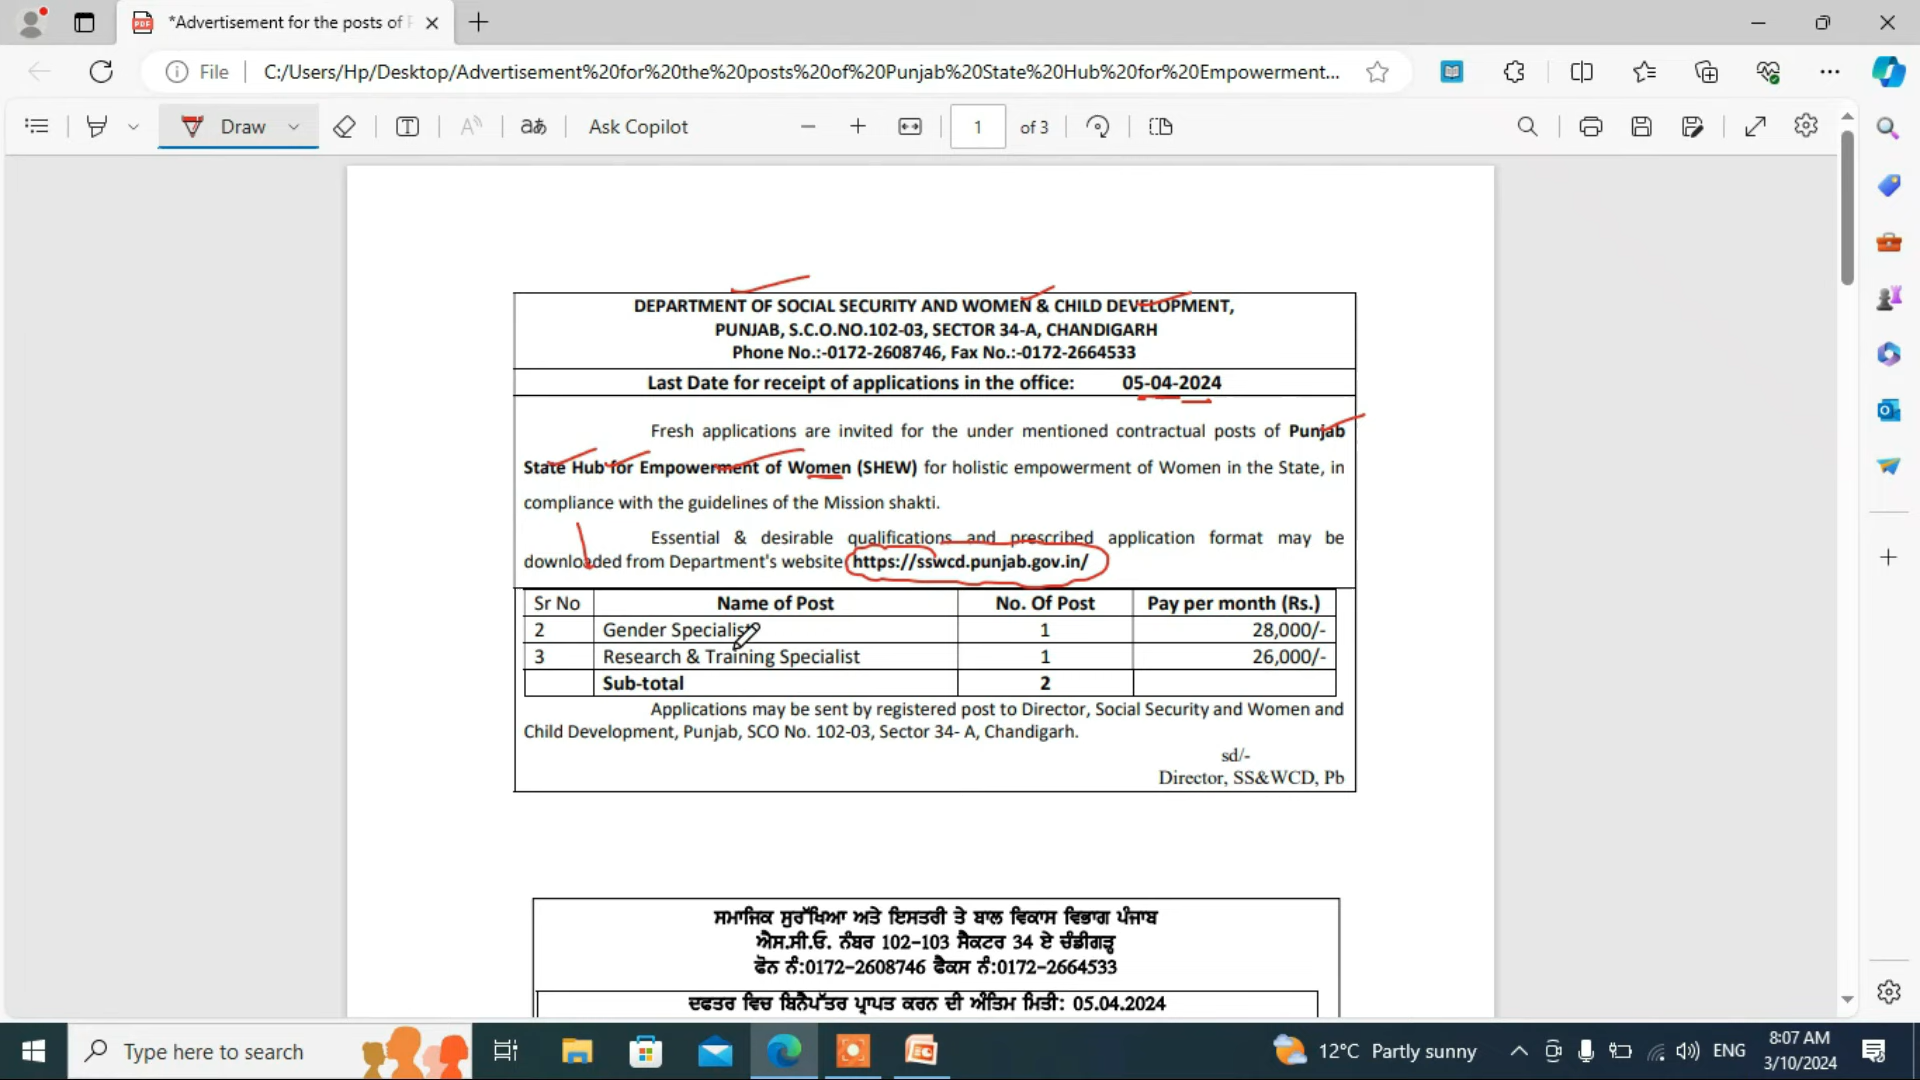 *Advertisement for the posts of P
File
C:/Users/Hp/Desktop/Advertisement%20for%20the%20posts%20of%20Punjab%20State%20Hub%20for%20Empowerment...
Draw
Ask Copilot
1
of 3
DEPARTMENT OF SOCIAL SECURITY AND WOMEN & CHILD DEVELOPMENT,
PUNJAB, S.C.O.NO.102-03, SECTOR 34-A, CHANDIGARH
Phone No.:-0172-2608746, Fax No.:-0172-2664533
Last Date for receipt of applications in the office: 05-04-2024
Fresh applications are invited for the under mentioned contractual posts of Punjab
State Hub for Empowerment of Women (SHEW) for holistic empowerment of Women in the State, in
compliance with the guidelines of the Mission shakti.
Essential & desirable qualifications and prescribed application format may be
downloaded from Department's website https://sswcd.punjab.gov.in/
Sr No Name of Post No. Of Post Pay per month (Rs.)
2 Gender Specialist 1 28,000/-
3 Research & Training Specialist 1 26,000/-
Sub-total 2
Applications may be sent by registered post to Director, Social Security and Women and
Child Development, Punjab, SCO No. 102-03, Sector 34- A, Chandigarh.
sd/-
Director, SS&WCD, Pb
ਸਮਾਜਿਕ ਸੁਰੱਖਿਆ ਅਤੇ ਇਸਤਰੀ ਤੇ ਬਾਲ ਵਿਕਾਸ ਵਿਭਾਗ ਪੰਜਾਬ
ਐਸ.ਸੀ.ਓ. ਨੰਬਰ 102-103 ਸੈਕਟਰ 34 ਏ ਚੰਡੀਗੜ੍ਹ
ਫੋਨ ਨੰ:0172-2608746 ਫੈਕਸ ਨੰ:0172-2664533
ਦਫਤਰ ਵਿਚ ਬਿਨੈਪੱਤਰ ਪ੍ਰਾਪਤ ਕਰਨ ਦੀ ਅੰਤਿਮ ਮਿਤੀ: 05.04.2024
Type here to search
12°C Partly sunny
ENG
8:07 AM
3/10/2024